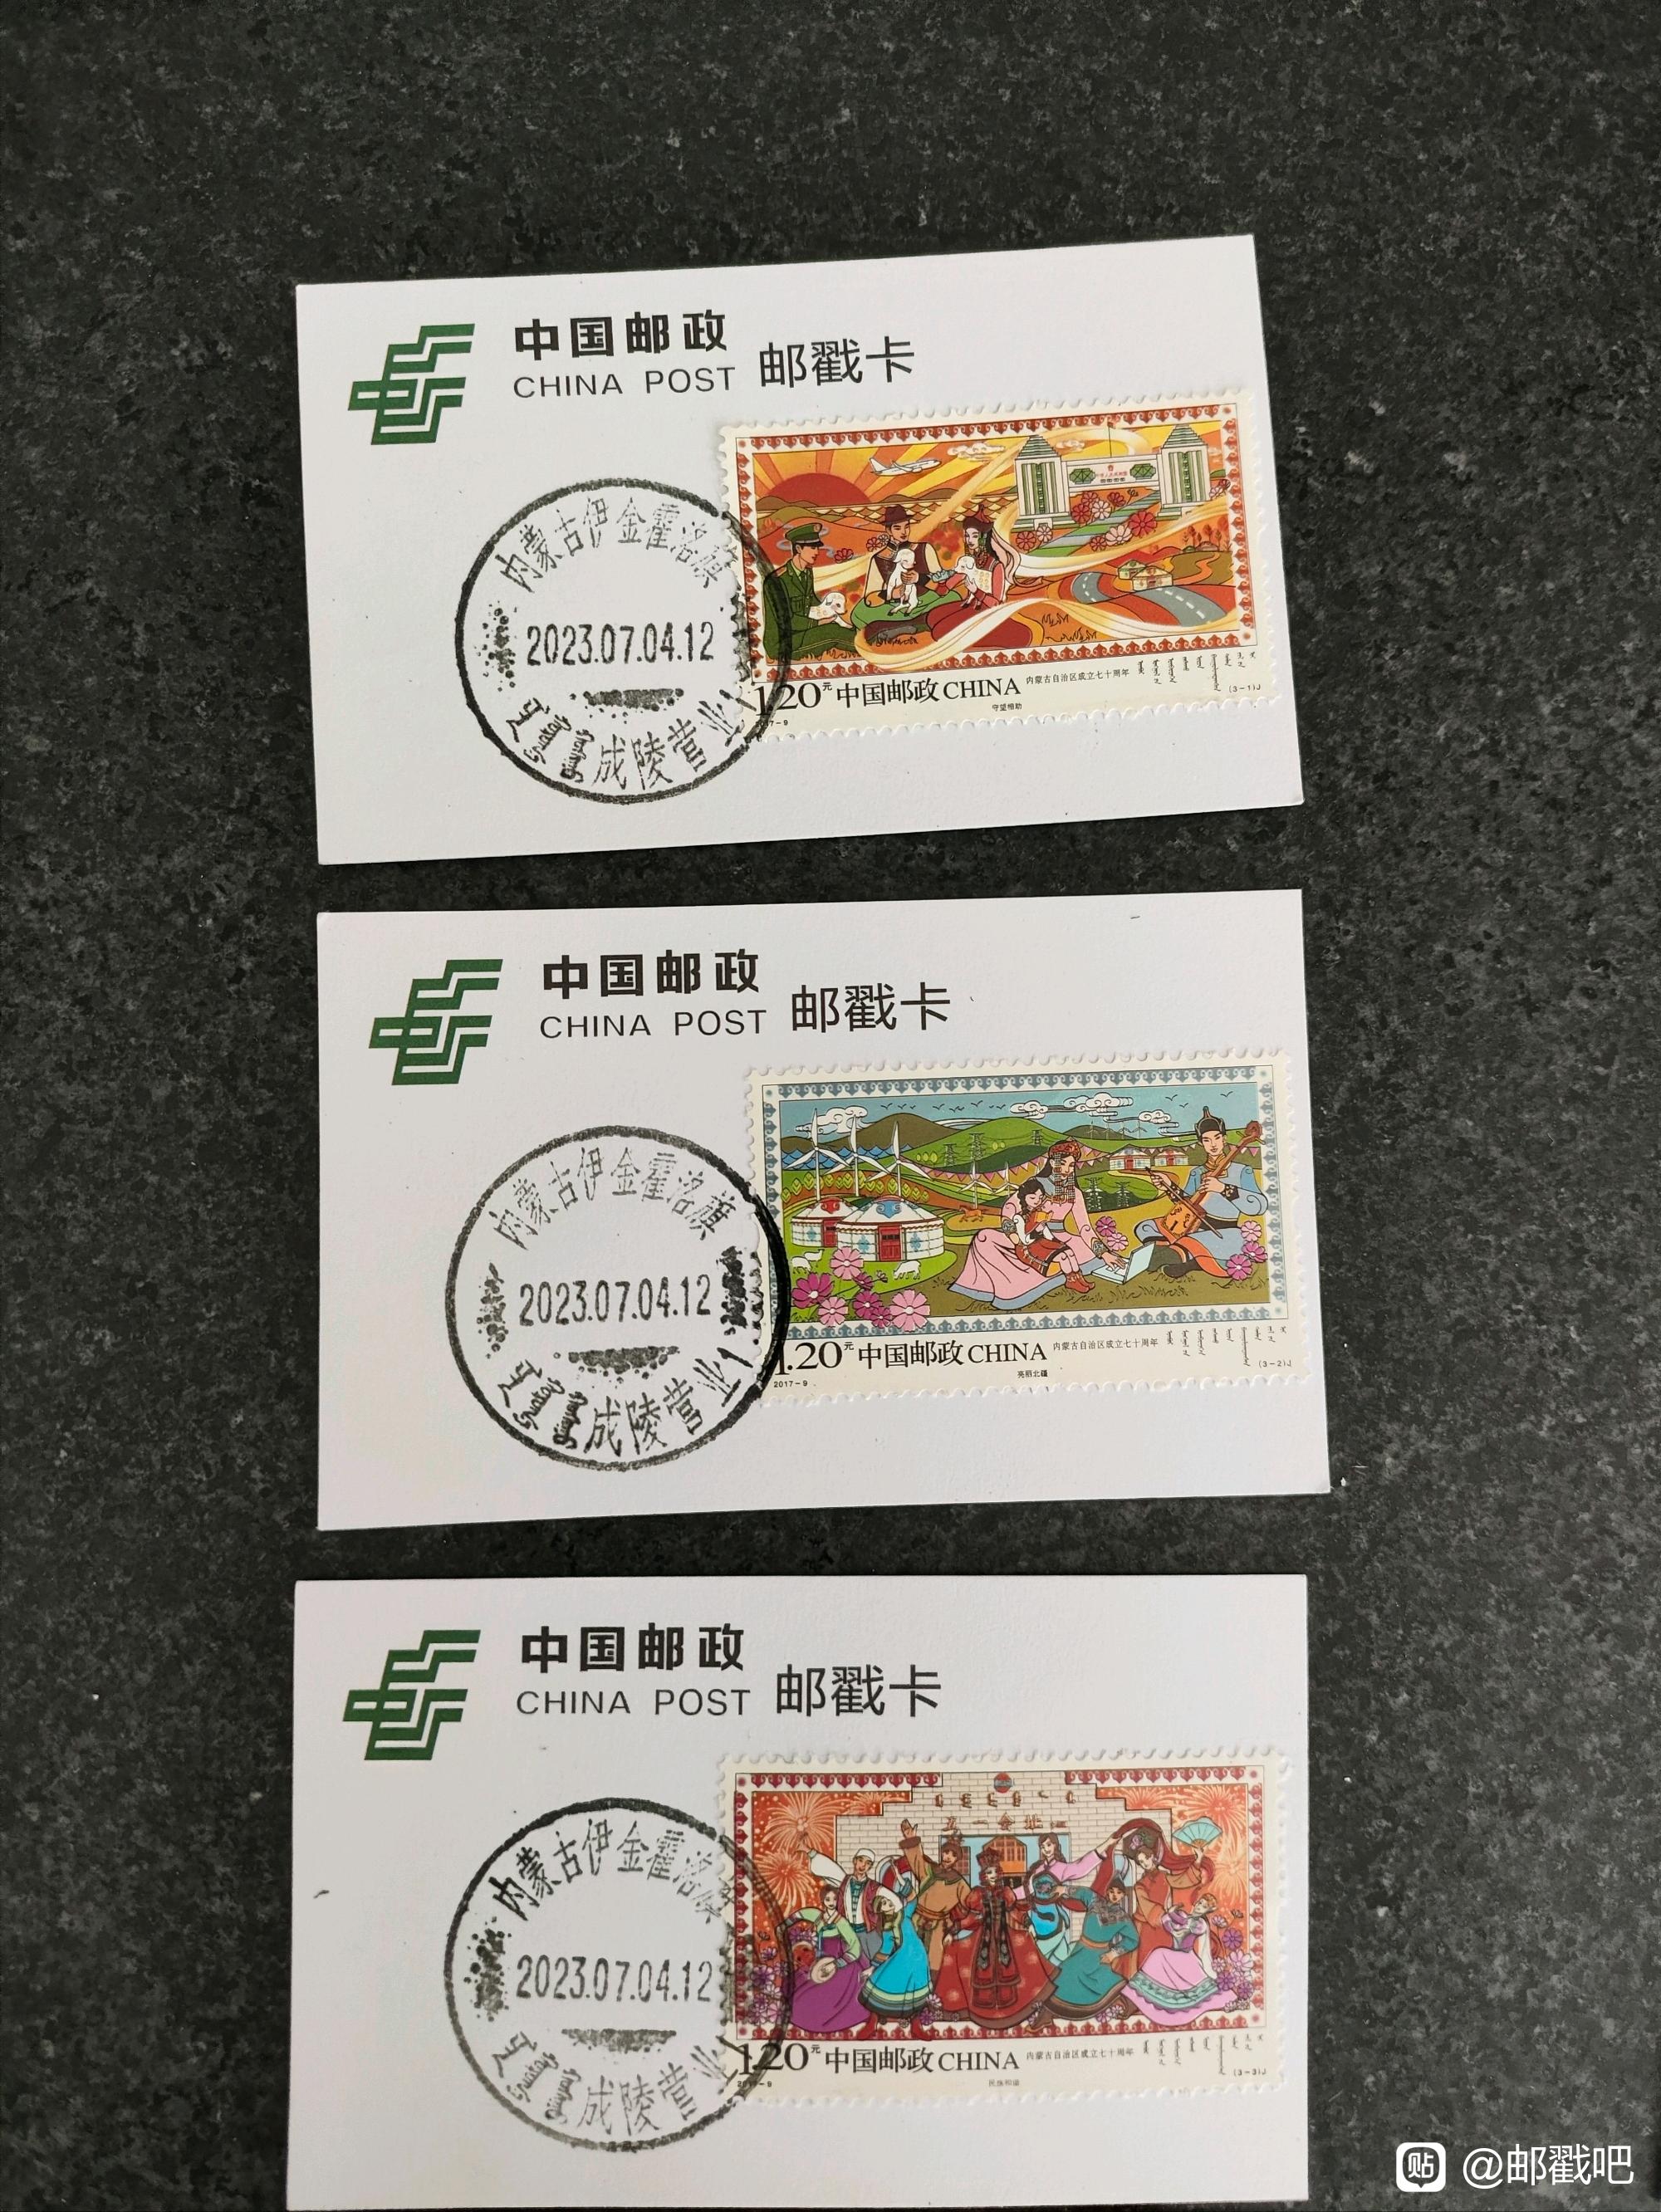 中国邮政
CHINA POST 邮戳卡
内蒙古伊金霍洛旗
2023.07.04.12
成陵营业
1.20元 中国邮政 CHINA 内蒙古自治区成立七十周年
守望相助
2017-9
(3-1)J
中国邮政
CHINA POST 邮戳卡
内蒙古伊金霍洛旗
2023.07.04.12
成陵营业1
1.20元 中国邮政 CHINA 内蒙古自治区成立七十周年
亮丽北疆
2017-9
(3-2)J
中国邮政
CHINA POST 邮戳卡
五一会址
内蒙古伊金霍洛旗
2023.07.04.12
成陵营业
1.20元 中国邮政 CHINA 内蒙古自治区成立七十周年
民族和谐
2017-9
(3-3)J
贴 @邮戳吧